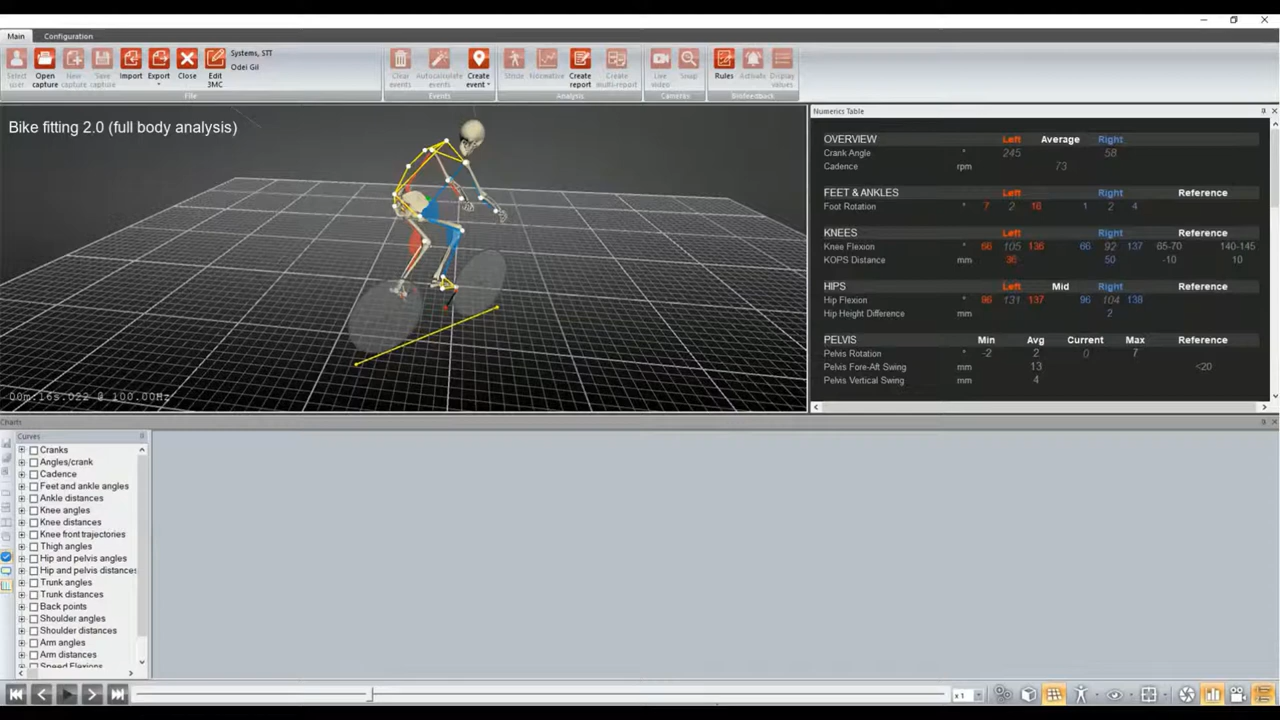 Main Configuration
Select user
Open capture
New capture
Save capture
Import
Export
Close
Edit 3MC
Systems, STT
Odei Gil
File
Clear events
Autocalculate events
Create event
Events
Stride
Normative
Create report
Create multi-report
Analysis
Live video
Snap
Cameras
Rules
Activate
Display values
Biofeedback
Bike fitting 2.0 (full body analysis)
00m:16s:022 @ 100.00Hz
Numerics Table
OVERVIEW Left Average Right
Crank Angle ° 245 58
Cadence rpm 73
FEET & ANKLES Left Right Reference
Foot Rotation ° 7 2 16 1 2 4
KNEES Left Right Reference
Knee Flexion ° 66 105 136 66 92 137 65-70 140-145
KOPS Distance mm 36 50 -10 10
HIPS Left Mid Right
Hip Flexion ° 96 131 137 96 104 138
Hip Height Difference mm 2
PELVIS Min Avg Current Max Reference
Pelvis Rotation ° -2 2 0 7
Pelvis Fore-Aft Swing mm 13 <20
Pelvis Vertical Swing mm 4
Charts
Curves
Cranks
Angles/crank
Cadence
Feet and ankle angles
Ankle distances
Knee angles
Knee distances
Knee front trajectories
Thigh angles
Hip and pelvis angles
Hip and pelvis distances
Trunk angles
Trunk distances
Back points
Shoulder angles
Shoulder distances
Arm angles
Arm distances
Speed Flexions
x1